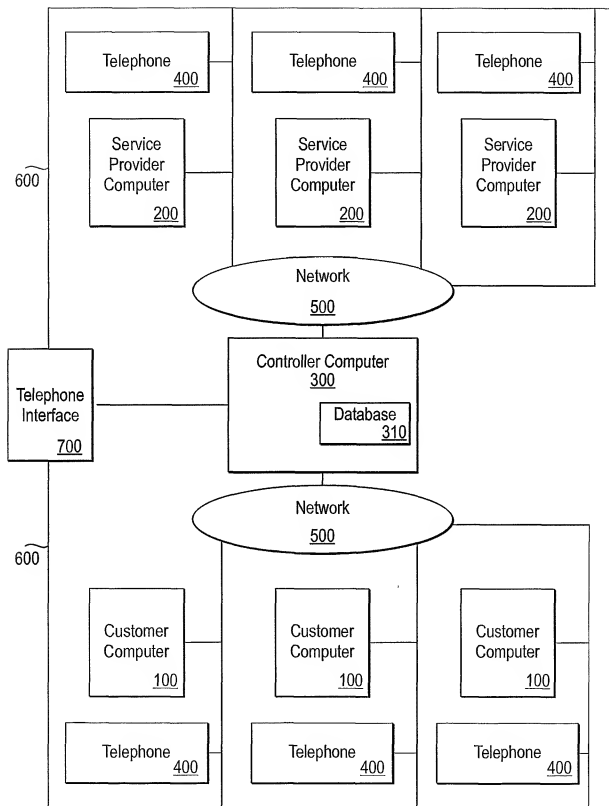 Telephone
400
Telephone
400
Telephone
400
Service
Provider
Computer
200
Service
Provider
Computer
200
Service
Provider
Computer
200
600
Network
500
Controller Computer
300
Database
310
Telephone
Interface
700
Network
500
600
Customer
Computer
100
Customer
Computer
100
Customer
Computer
100
Telephone
400
Telephone
400
Telephone
400